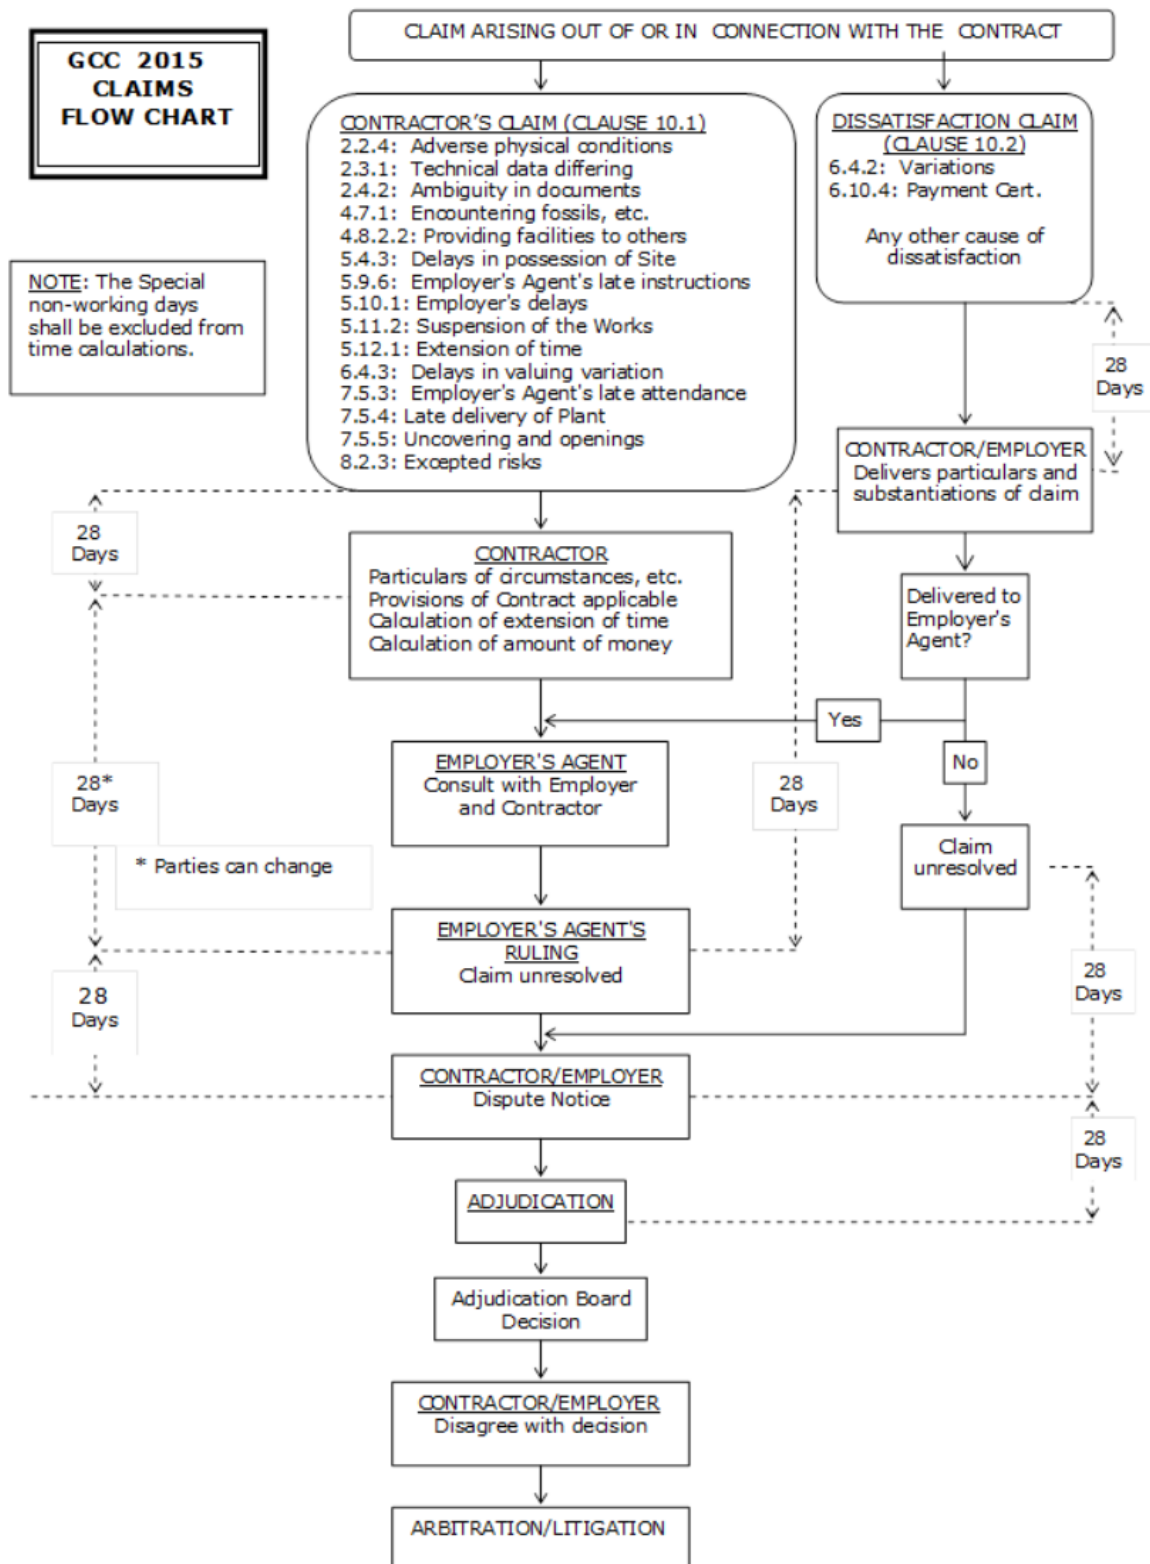 GCC 2015
CLAIMS
FLOW CHART
CLAIM ARISING OUT OF OR IN CONNECTION WITH THE CONTRACT
NOTE: The Special
non-working days
shall be excluded from
time calculations.
CONTRACTOR'S CLAIM (CLAUSE 10.1)
2.2.4: Adverse physical conditions
2.3.1: Technical data differing
2.4.2: Ambiguity in documents
4.7.1: Encountering fossils, etc.
4.8.2.2: Providing facilities to others
5.4.3: Delays in possession of Site
5.9.6: Employer's Agent's late instructions
5.10.1: Employer's delays
5.11.2: Suspension of the Works
5.12.1: Extension of time
6.4.3: Delays in valuing variation
7.5.3: Employer's Agent's late attendance
7.5.4: Late delivery of Plant
7.5.5: Uncovering and openings
8.2.3: Excepted risks
DISSATISFACTION CLAIM
(CLAUSE 10.2)
6.4.2: Variations
6.10.4: Payment Cert.
Any other cause of
dissatisfaction
28
Days
CONTRACTOR/EMPLOYER
Delivers particulars and
substantiations of claim
28
Days
CONTRACTOR
Particulars of circumstances, etc.
Provisions of Contract applicable
Calculation of extension of time
Calculation of amount of money
Delivered to
Employer's
Agent?
Yes
No
EMPLOYER'S AGENT
Consult with Employer
and Contractor
28*
Days
28
Days
* Parties can change
Claim
unresolved
EMPLOYER'S AGENT'S
RULING
Claim unresolved
28
Days
28
Days
CONTRACTOR/EMPLOYER
Dispute Notice
28
Days
ADJUDICATION
Adjudication Board
Decision
CONTRACTOR/EMPLOYER
Disagree with decision
ARBITRATION/LITIGATION